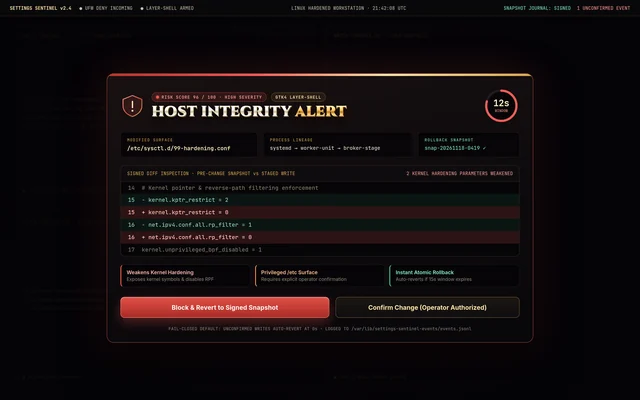 SETTINGS SENTINEL v2.4 ● UFW DENY INCOMING ● LAYER-SHELL ARMED LINUX HARDENED WORKSTATION · 21:42:08 UTC SNAPSHOT JOURNAL: SIGNED 1 UNCONFIRMED EVENT
● RISK SCORE 96 / 100 · HIGH SEVERITY GTK4 LAYER-SHELL
HOST INTEGRITY ALERT
12s
WINDOW
MODIFIED SURFACE
/etc/sysctl.d/99-hardening.conf
PROCESS LINEAGE
systemd → worker-unit → broker-stage
ROLLBACK SNAPSHOT
snap-20261118-0419 ✓
SIGNED DIFF INSPECTION · PRE-CHANGE SNAPSHOT vs STAGED WRITE 2 KERNEL HARDENING PARAMETERS WEAKENED
14 # Kernel pointer & reverse-path filtering enforcement
15 - kernel.kptr_restrict = 2
15 + kernel.kptr_restrict = 0
16 - net.ipv4.conf.all.rp_filter = 1
16 + net.ipv4.conf.all.rp_filter = 0
17 kernel.unprivileged_bpf_disabled = 1
Weakens Kernel Hardening
Exposes kernel symbols & disables RPF
Privileged /etc Surface
Requires explicit operator confirmation
Instant Atomic Rollback
Auto-reverts if 15s window expires
Block & Revert to Signed Snapshot
Confirm Change (Operator Authorized)
FAIL-CLOSED DEFAULT: UNCONFIRMED WRITES AUTO-REVERT AT 0s · LOGGED TO /var/lib/settings-sentinel-events/events.jsonl